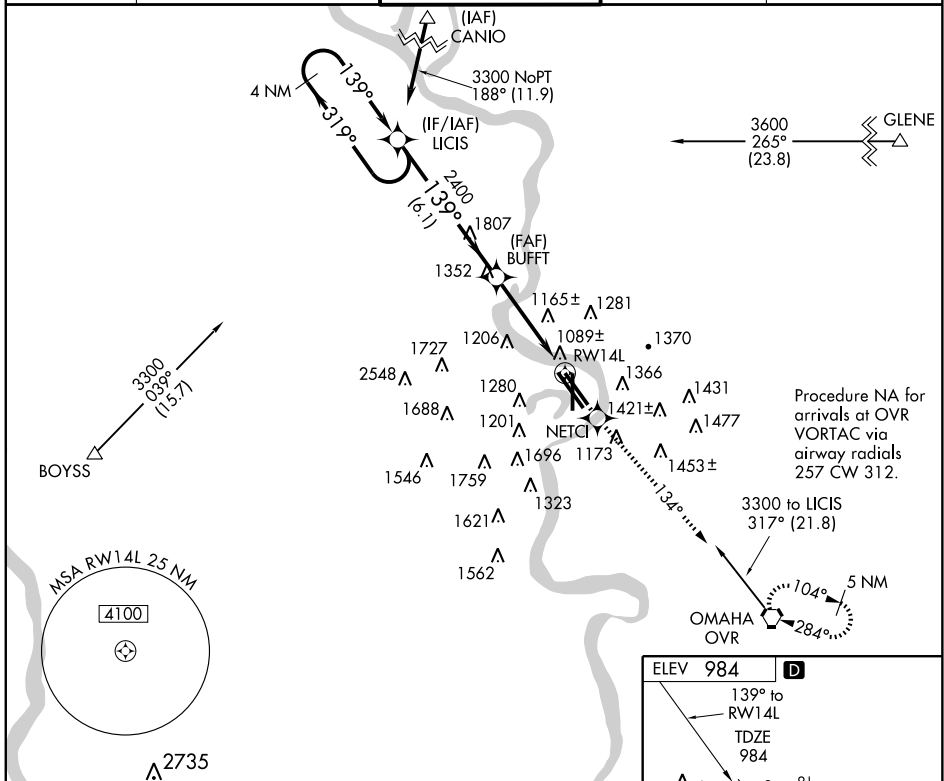 (IAF)
CANIO
3300 NoPT
188° (11.9)
4 NM
139°
319°
(IF/IAF)
LICIS
3600
265°
(23.8)
GLENE
2400
139°
(6.1)
1807
(FAF)
BUFFT
1352
1165±
1281
1206
1089±
RW14L
1370
1727
2548
1366
1280
1431
1688
1421±
1201
1477
NETCI
1173
1546
1759
1696
1453±
1323
1621
1562
3300
039°
(15.7)
BOYSS
Procedure NA for
arrivals at OVR
VORTAC via
airway radials
257 CW 312.
134°
3300 to LICIS
317° (21.8)
5 NM
104°
284°
OMAHA
OVR
MSA RW14L 25 NM
4100
2735
ELEV 984
D
139° to
RW14L
TDZE
984